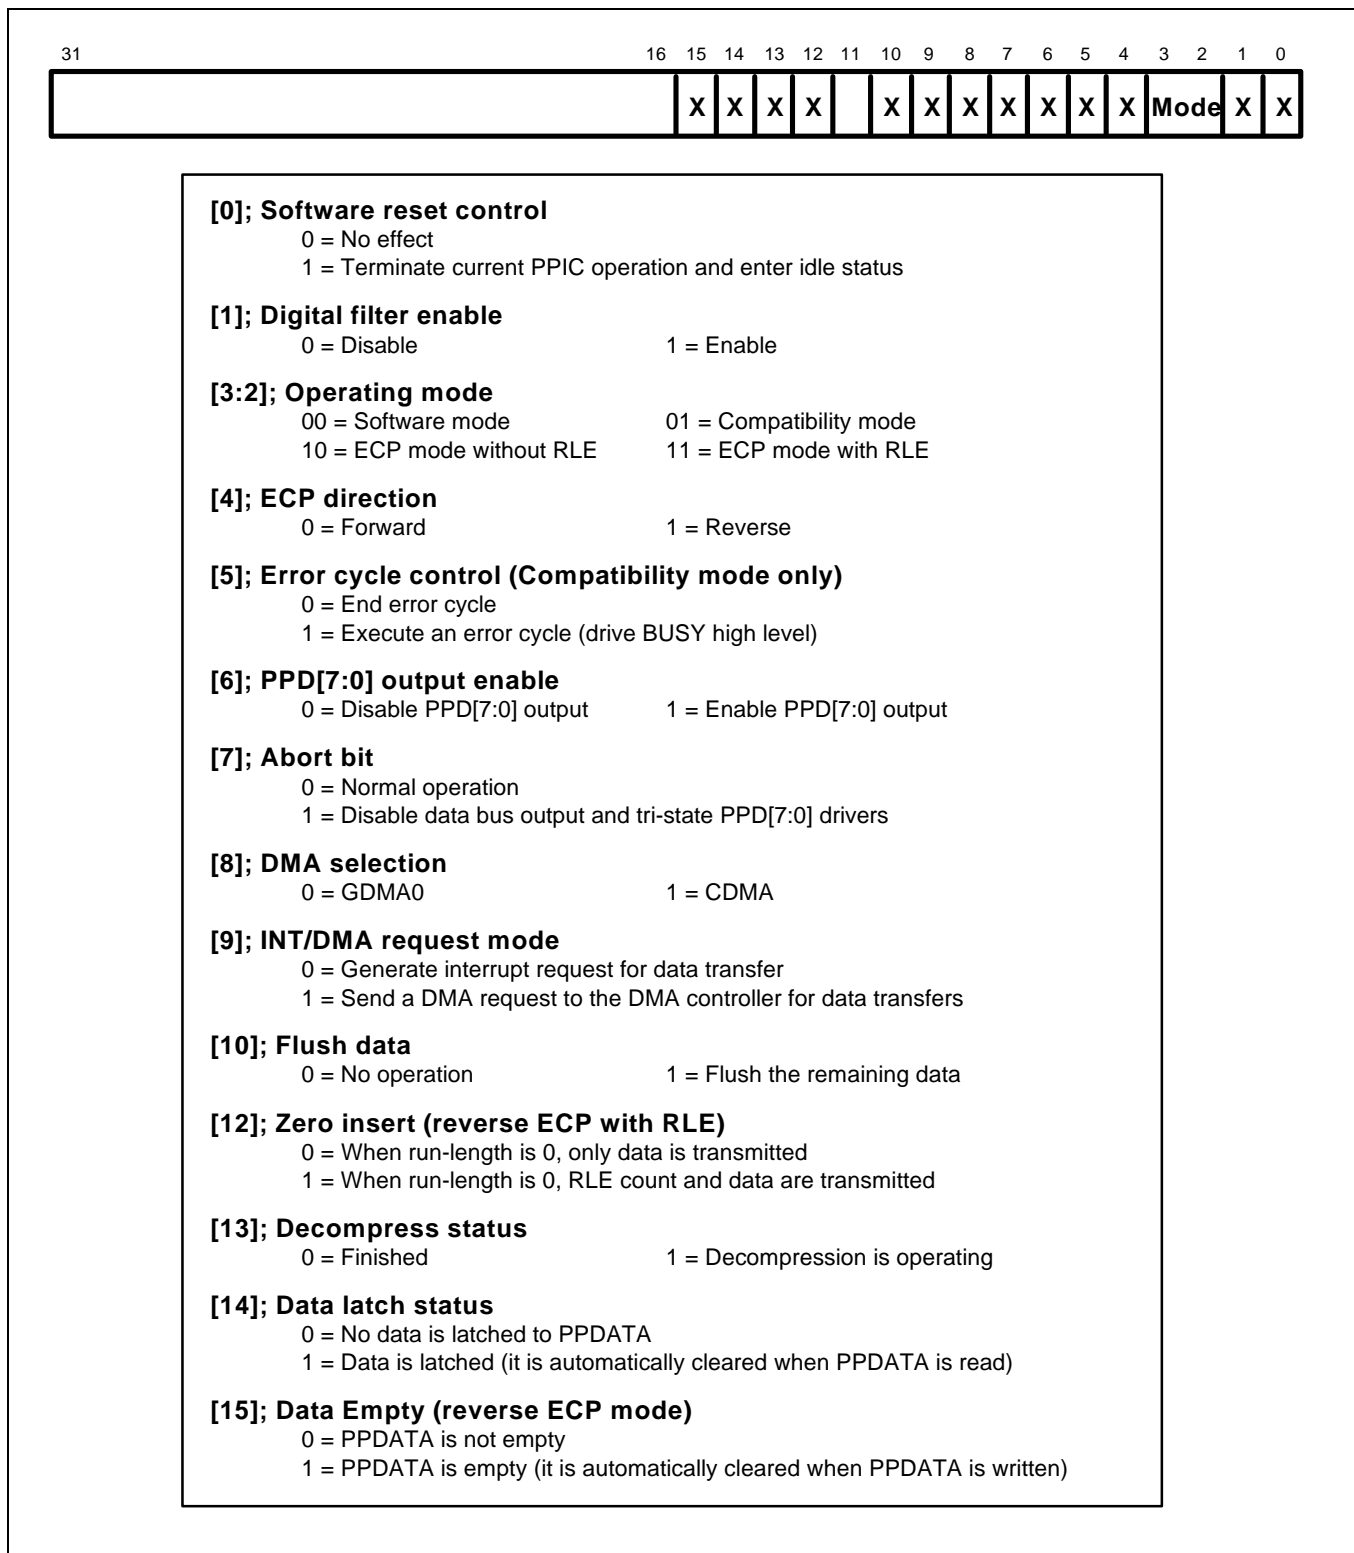 31 16 15 14 13 12 11 10 9 8 7 6 5 4 3 2 1 0
X X X X X X X X X X X Mode X X
[0]; Software reset control
0 = No effect
1 = Terminate current PPIC operation and enter idle status
[1]; Digital filter enable
0 = Disable 1 = Enable
[3:2]; Operating mode
00 = Software mode 01 = Compatibility mode
10 = ECP mode without RLE 11 = ECP mode with RLE
[4]; ECP direction
0 = Forward 1 = Reverse
[5]; Error cycle control (Compatibility mode only)
0 = End error cycle
1 = Execute an error cycle (drive BUSY high level)
[6]; PPD[7:0] output enable
0 = Disable PPD[7:0] output 1 = Enable PPD[7:0] output
[7]; Abort bit
0 = Normal operation
1 = Disable data bus output and tri-state PPD[7:0] drivers
[8]; DMA selection
0 = GDMA0 1 = CDMA
[9]; INT/DMA request mode
0 = Generate interrupt request for data transfer
1 = Send a DMA request to the DMA controller for data transfers
[10]; Flush data
0 = No operation 1 = Flush the remaining data
[12]; Zero insert (reverse ECP with RLE)
0 = When run-length is 0, only data is transmitted
1 = When run-length is 0, RLE count and data are transmitted
[13]; Decompress status
0 = Finished 1 = Decompression is operating
[14]; Data latch status
0 = No data is latched to PPDATA
1 = Data is latched (it is automatically cleared when PPDATA is read)
[15]; Data Empty (reverse ECP mode)
0 = PPDATA is not empty
1 = PPDATA is empty (it is automatically cleared when PPDATA is written)